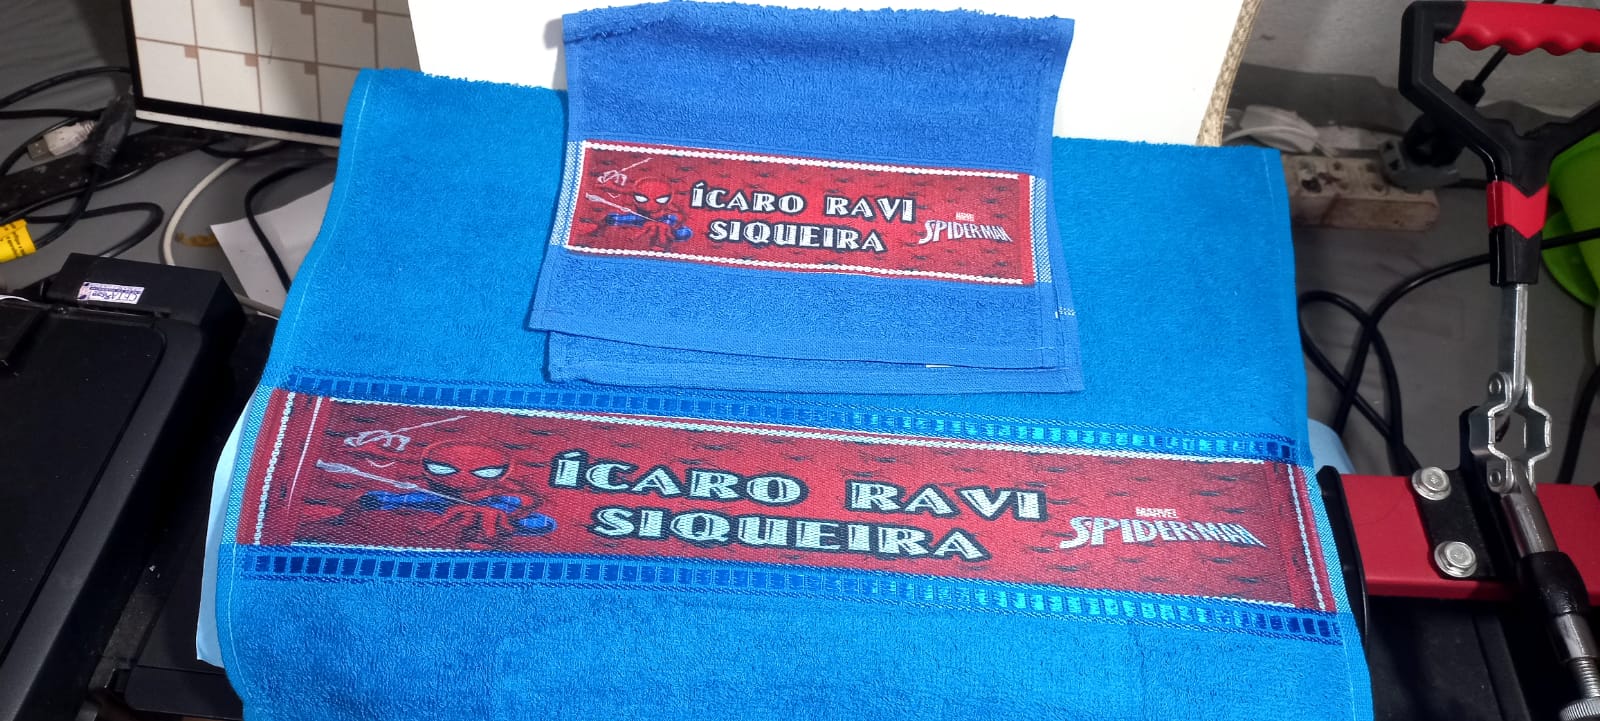 ÍCARO RAVI
SIQUEIRA
MARVEL
SPIDER-MAN
ÍCARO RAVI
SIQUEIRA
MARVEL
SPIDER-MAN